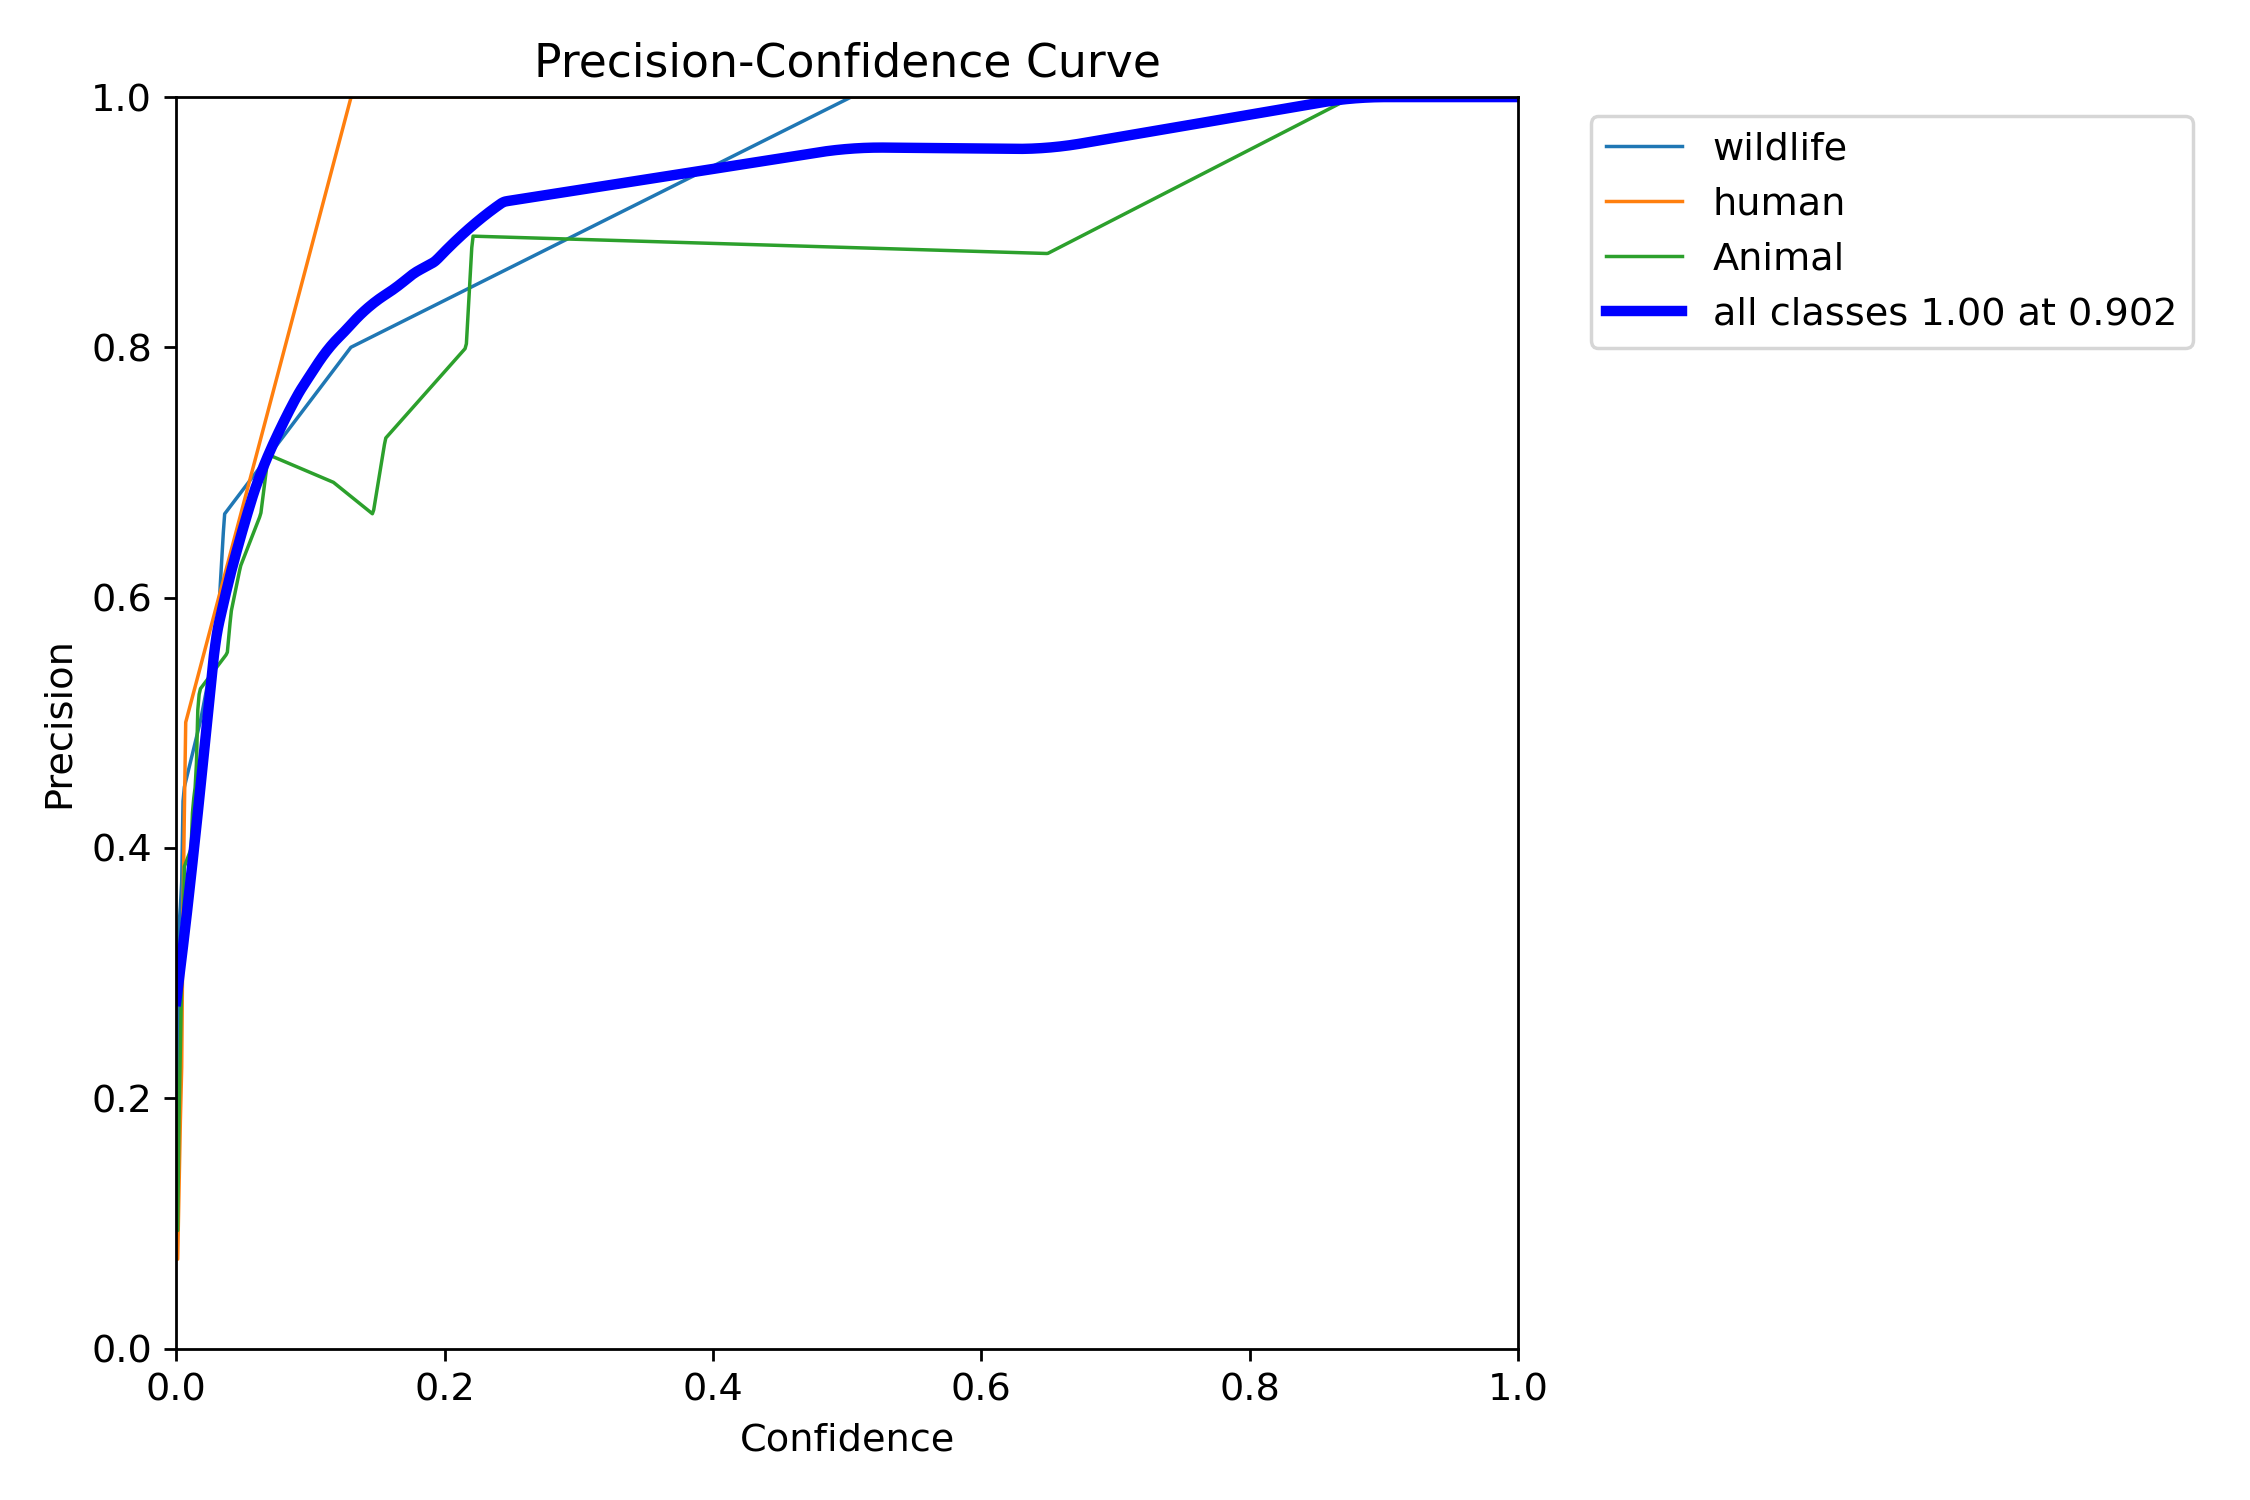 Precision-Confidence Curve
1.0
0.8
0.6
0.4
0.2
0.0
Precision
0.0 0.2 0.4 0.6 0.8 1.0
Confidence
wildlife
human
Animal
all classes 1.00 at 0.902